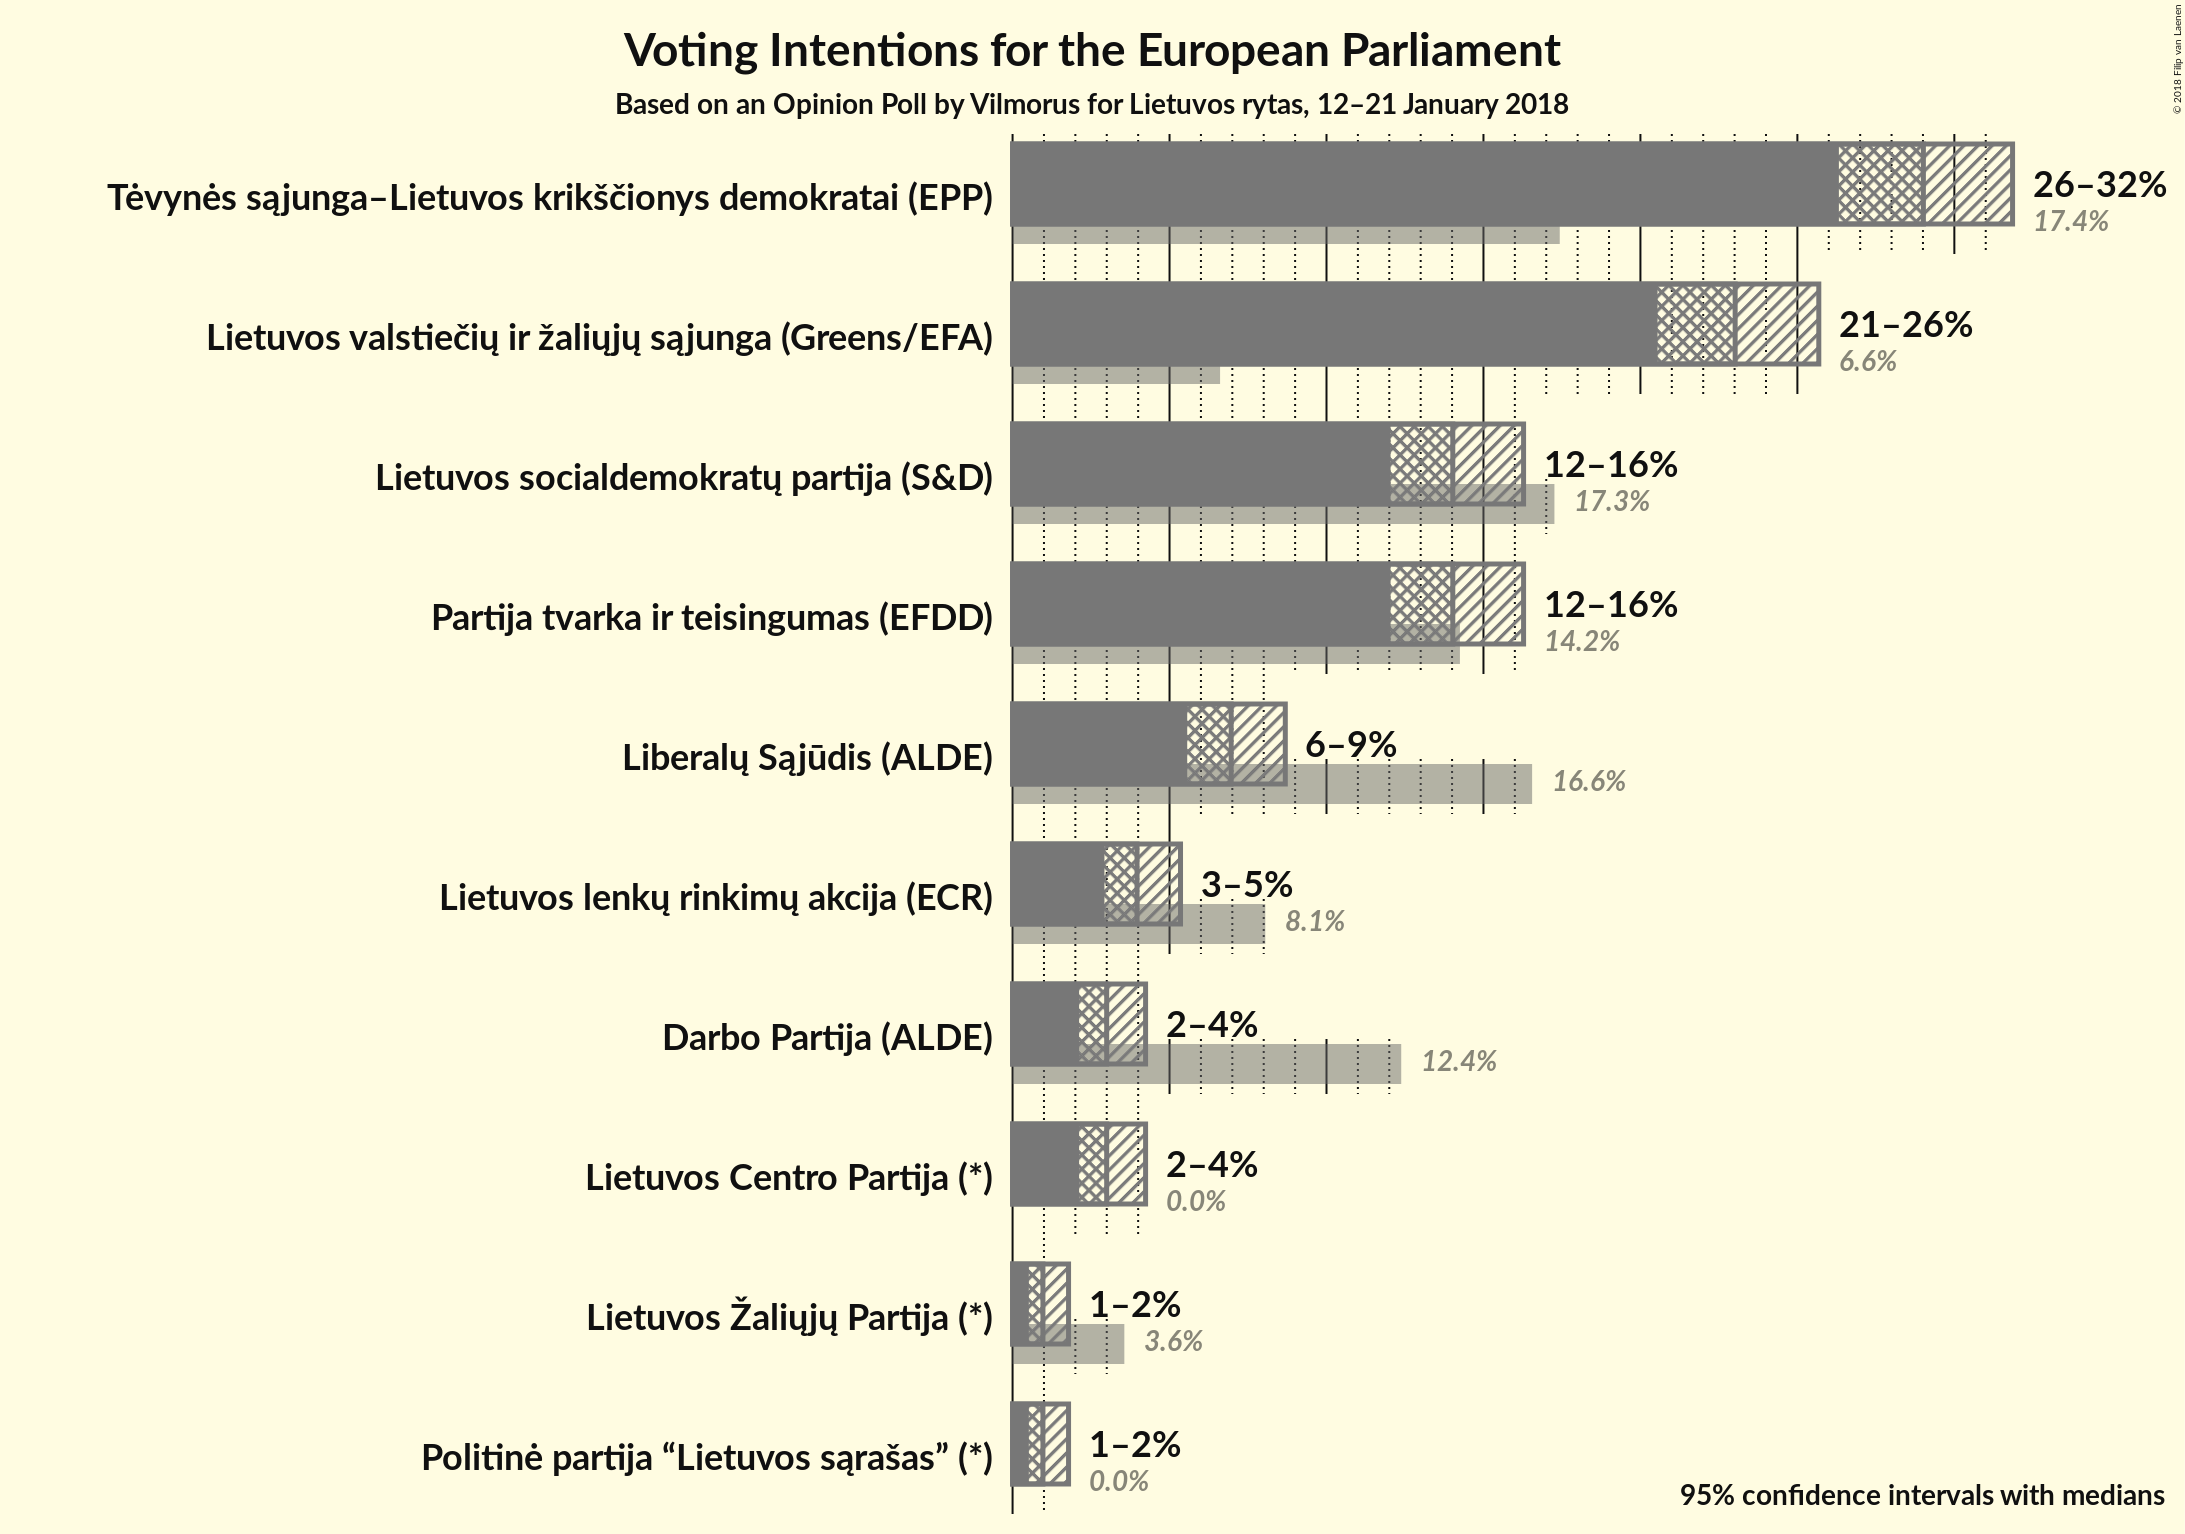 Voting Intentions for the European Parliament
Based on an Opinion Poll by Vilmorus for Lietuvos rytas, 12–21 January 2018
© 2018 Filip van Laenen
Tėvynės sąjunga–Lietuvos krikščionys demokratai (EPP)
26–32%
17.4%
Lietuvos valstiečių ir žaliųjų sąjunga (Greens/EFA)
21–26%
6.6%
Lietuvos socialdemokratų partija (S&D)
12–16%
17.3%
Partija tvarka ir teisingumas (EFDD)
12–16%
14.2%
Liberalų Sąjūdis (ALDE)
6–9%
16.6%
Lietuvos lenkų rinkimų akcija (ECR)
3–5%
8.1%
Darbo Partija (ALDE)
2–4%
12.4%
Lietuvos Centro Partija (*)
2–4%
0.0%
Lietuvos Žaliųjų Partija (*)
1–2%
3.6%
Politinė partija “Lietuvos sąrašas” (*)
1–2%
0.0%
95% confidence intervals with medians